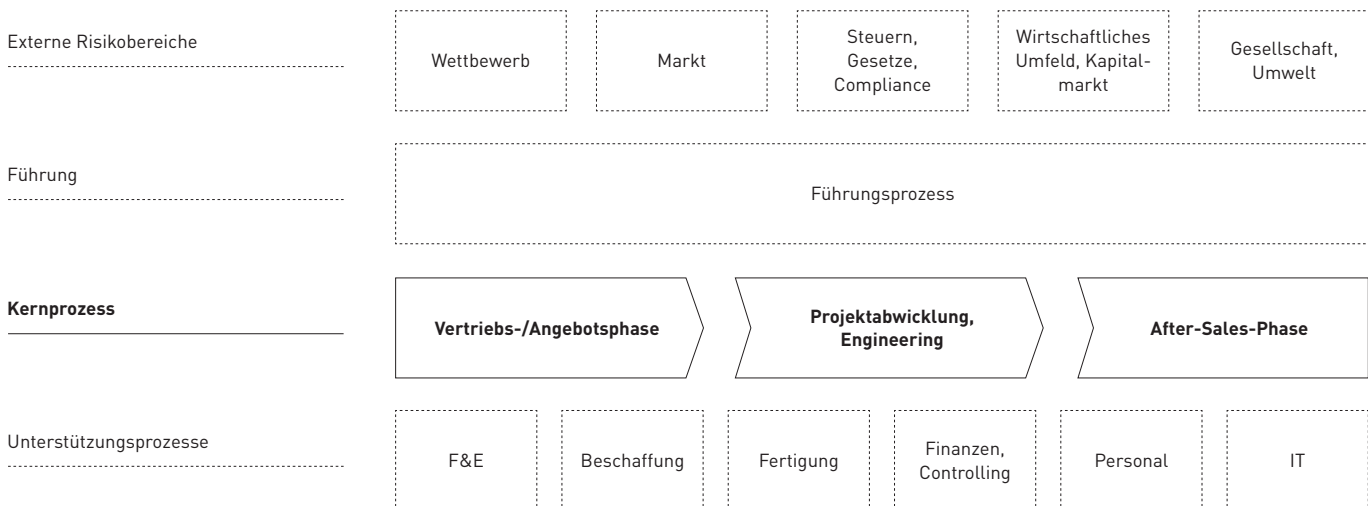 Externe Risikobereiche
Wettbewerb
Markt
Steuern,
Gesetze,
Compliance
Wirtschaftliches
Umfeld, Kapital-
markt
Gesellschaft,
Umwelt
Führung
Führungsprozess
Kernprozess
Vertriebs-/Angebotsphase
Projektabwicklung,
Engineering
After-Sales-Phase
Unterstützungsprozesse
F&E
Beschaffung
Fertigung
Finanzen,
Controlling
Personal
IT